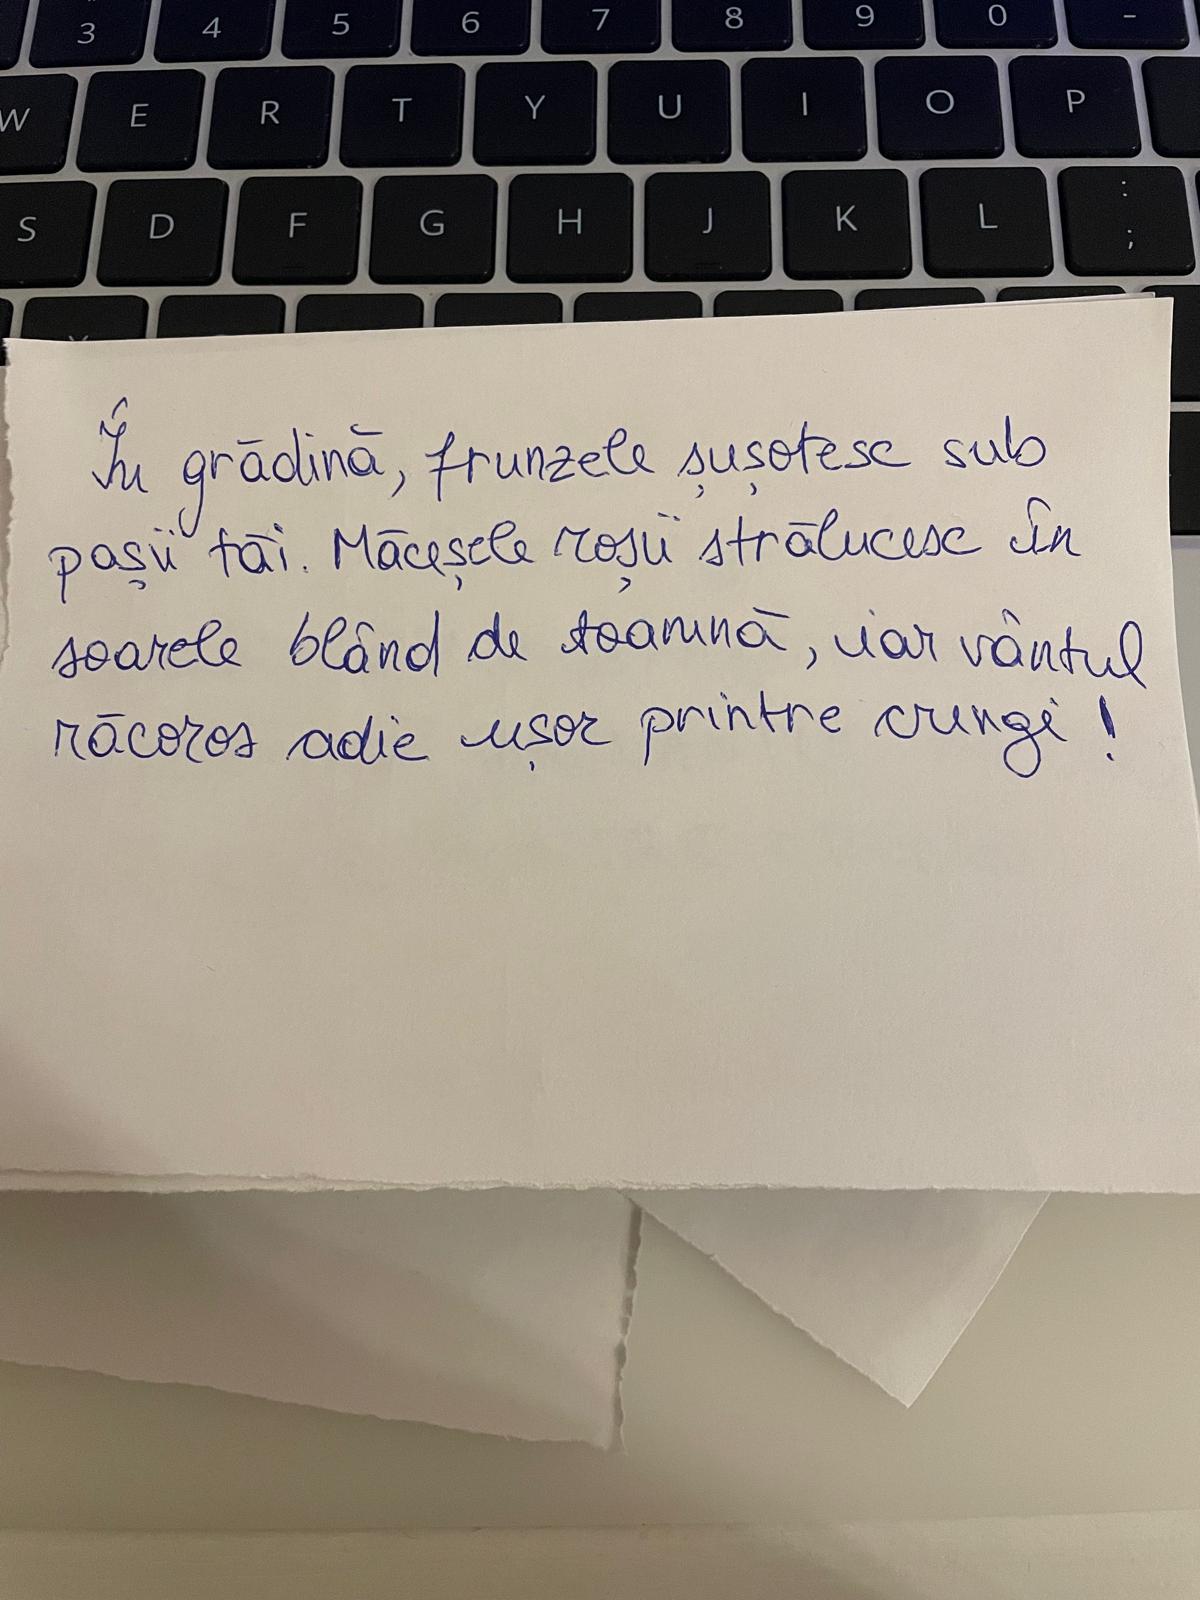 3 4 5 6 7 8 9 0 -
W E R T Y U I O P
S D F G H J K L : ;
În grădină, frunzele șușotesc sub
pașii tăi. Măceșele roșii strălucesc în
soarele blând de toamnă, iar vântul
răcoros adie ușor printre crengi!